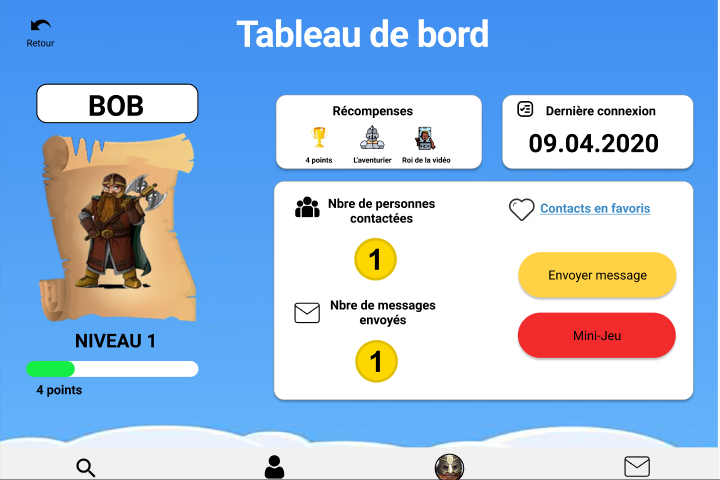 Retour
Tableau de bord
BOB
Récompenses
4 points
L'aventurier
Roi de la vidéo
Dernière connexion
09.04.2020
Nbre de personnes
contactées
1
Contacts en favoris
Envoyer message
Nbre de messages
envoyés
1
Mini-Jeu
NIVEAU 1
4 points